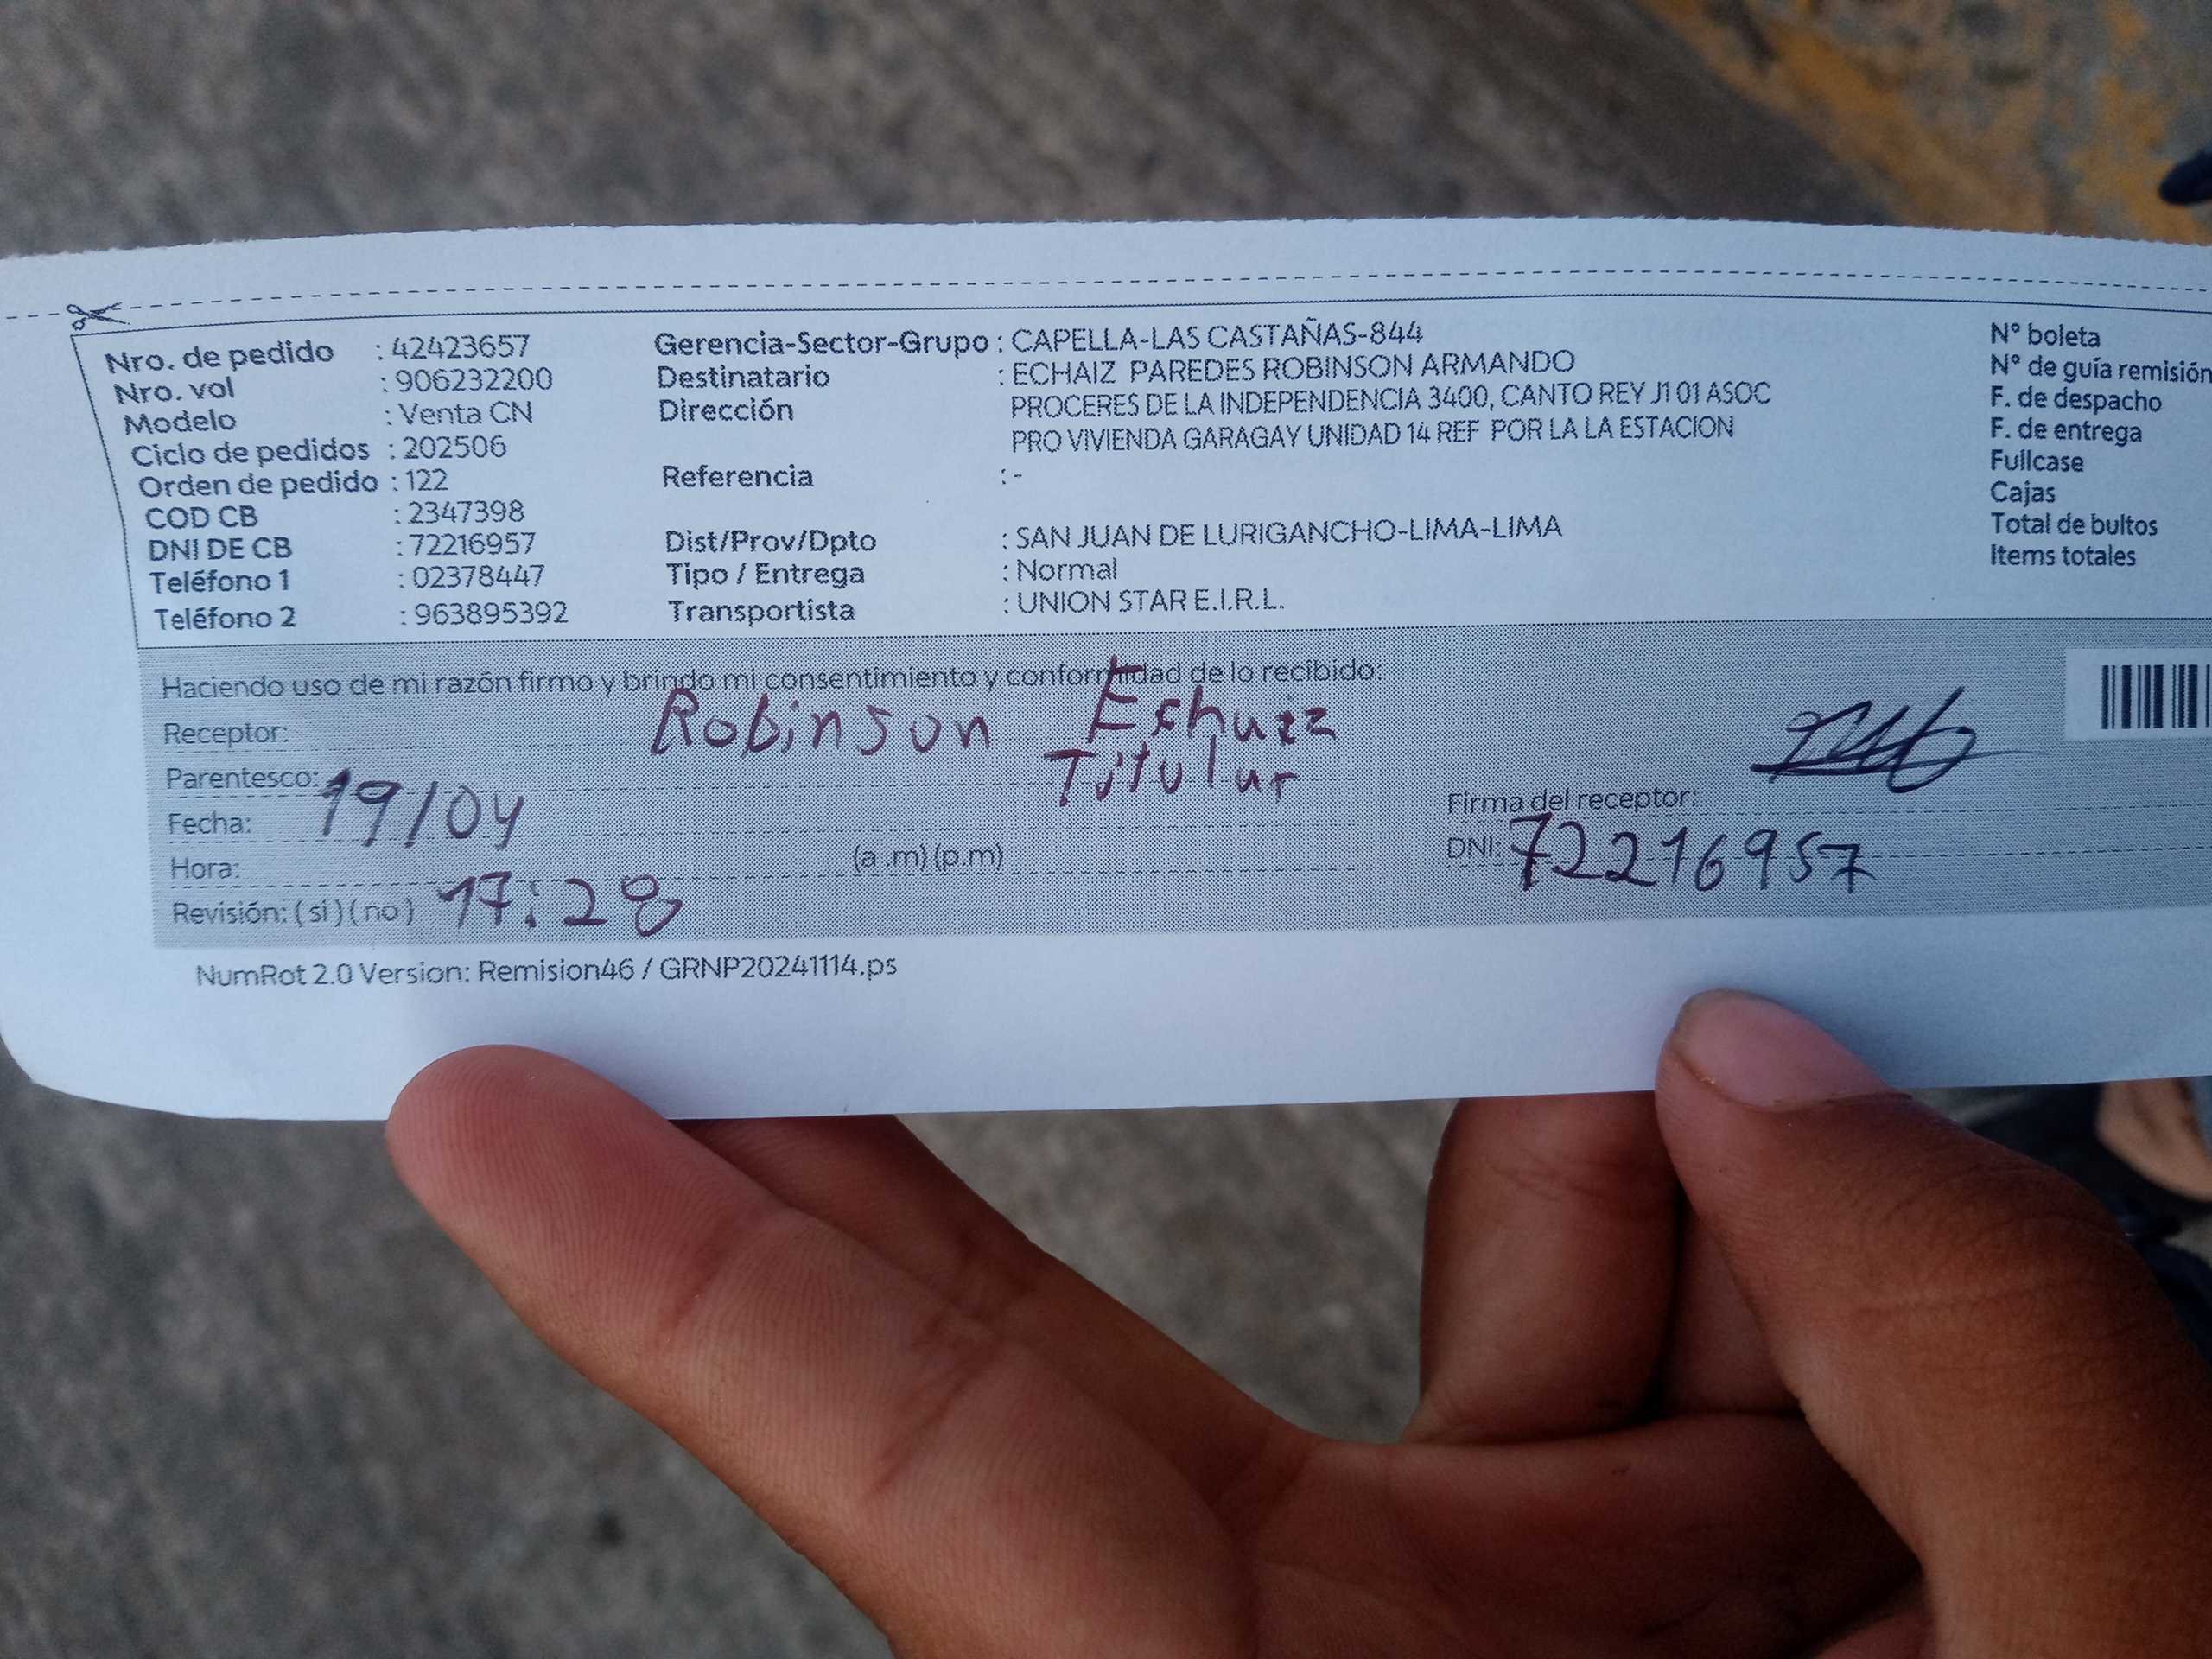 Nro. de pedido : 42423657
Nro. vol : 906232200
Modelo : Venta CN
Ciclo de pedidos : 202506
Orden de pedido : 122
COD CB : 2347398
DNI DE CB : 72216957
Teléfono 1 : 02378447
Teléfono 2 : 963895392
Gerencia-Sector-Grupo : CAPELLA-LAS CASTAÑAS-844
Destinatario : ECHAIZ PAREDES ROBINSON ARMANDO
Dirección PROCERES DE LA INDEPENDENCIA 3400, CANTO REY J1 01 ASOC
PRO VIVIENDA GARAGAY UNIDAD 14 REF POR LA LA ESTACION
Referencia : -
Dist/Prov/Dpto : SAN JUAN DE LURIGANCHO-LIMA-LIMA
Tipo / Entrega : Normal
Transportista : UNION STAR E.I.R.L.
N° boleta
N° de guía remisión
F. de despacho
F. de entrega
Fullcase
Cajas
Total de bultos
Items totales
Haciendo uso de mi razón firmo y brindo mi consentimiento y conformidad de lo recibido:
Receptor: Robinson Echaiz
Parentesco: Titular
Fecha: 19/04
Hora: (a .m) (p.m)
Revisión: ( si ) ( no ) 17:28
Firma del receptor:
DNI: 72216957
NumRot 2.0 Version: Remision46 / GRNP20241114.ps